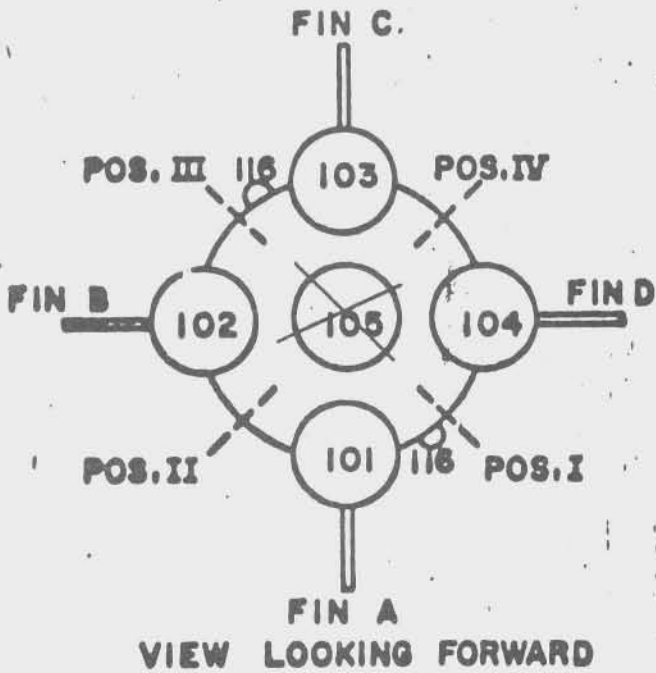 FIN C.
POS. III 116 103 POS. IV
FIN B 102 105 104 FIN D
POS. II 101 116 POS. I
FIN A
VIEW LOOKING FORWARD